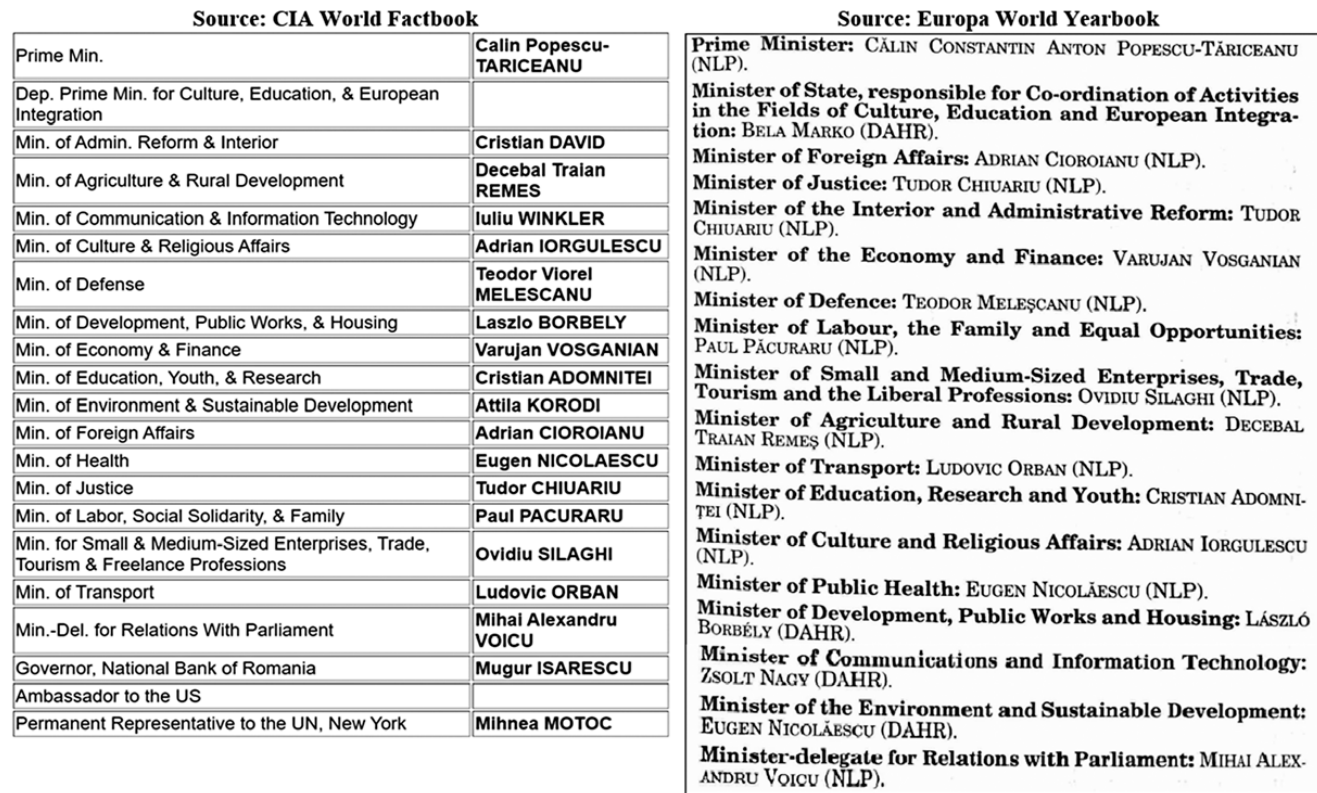 Source: CIA World Factbook
Prime Min.
Calin Popescu-
TARICEANU
Dep. Prime Min. for Culture, Education, & European
Integration
Min. of Admin. Reform & Interior
Cristian DAVID
Min. of Agriculture & Rural Development
Decebal Traian
REMES
Min. of Communication & Information Technology
Iuliu WINKLER
Min. of Culture & Religious Affairs
Adrian IORGULESCU
Min. of Defense
Teodor Viorel
MELESCANU
Min. of Development, Public Works, & Housing
Laszlo BORBELY
Min. of Economy & Finance
Varujan VOSGANIAN
Min. of Education, Youth, & Research
Cristian ADOMNITEI
Min. of Environment & Sustainable Development
Attila KORODI
Min. of Foreign Affairs
Adrian CIOROIANU
Min. of Health
Eugen NICOLAESCU
Min. of Justice
Tudor CHIUARIU
Min. of Labor, Social Solidarity, & Family
Paul PACURARU
Min. for Small & Medium-Sized Enterprises, Trade,
Tourism & Freelance Professions
Ovidiu SILAGHI
Min. of Transport
Ludovic ORBAN
Min.-Del. for Relations With Parliament
Mihai Alexandru
VOICU
Governor, National Bank of Romania
Mugur ISARESCU
Ambassador to the US
Permanent Representative to the UN, New York
Mihnea MOTOC
Source: Europa World Yearbook
Prime Minister: CĂLIN CONSTANTIN ANTON POPESCU-TĂRICEANU
(NLP).
Minister of State, responsible for Co-ordination of Activities
in the Fields of Culture, Education and European Integra-
tion: BELA MARKO (DAHR).
Minister of Foreign Affairs: ADRIAN CIOROIANU (NLP).
Minister of Justice: TUDOR CHIUARIU (NLP).
Minister of the Interior and Administrative Reform: TUDOR
CHIUARIU (NLP).
Minister of the Economy and Finance: VARUJAN VOSGANIAN
(NLP).
Minister of Defence: TEODOR MELEȘCANU (NLP).
Minister of Labour, the Family and Equal Opportunities:
PAUL PĂCURARU (NLP).
Minister of Small and Medium-Sized Enterprises, Trade,
Tourism and the Liberal Professions: OVIDIU SILAGHI (NLP).
Minister of Agriculture and Rural Development: DECEBAL
TRAIAN REMEȘ (NLP).
Minister of Transport: LUDOVIC ORBAN (NLP).
Minister of Education, Research and Youth: CRISTIAN ADOMNI-
ȚEI (NLP).
Minister of Culture and Religious Affairs: ADRIAN IORGULESCU
(NLP).
Minister of Public Health: EUGEN NICOLĂESCU (NLP).
Minister of Development, Public Works and Housing: LÁSZLÓ
BORBÉLY (DAHR).
Minister of Communications and Information Technology:
ZSOLT NAGY (DAHR).
Minister of the Environment and Sustainable Development:
EUGEN NICOLĂESCU (DAHR).
Minister-delegate for Relations with Parliament: MIHAI ALEX-
ANDRU VOICU (NLP).